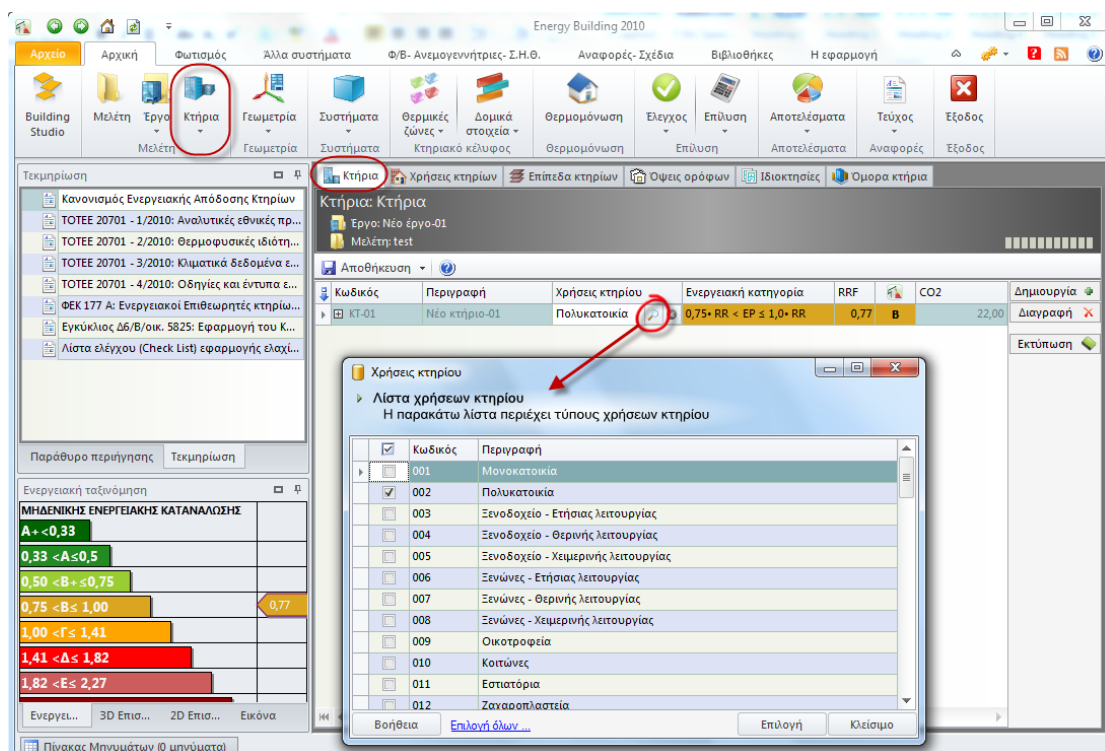 Energy Building 2010
Αρχείο Αρχική Φωτισμός Άλλα συστήματα Φ/Β- Ανεμογεννήτριες- Σ.Η.Θ. Αναφορές- Σχέδια Βιβλιοθήκες Η εφαρμογή
Building Studio
Μελέτη Έργο Κτήρια Γεωμετρία Συστήματα Θερμικές ζώνες Δομικά στοιχεία Θερμομόνωση Έλεγχος Επίλυση Αποτελέσματα Τεύχος Έξοδος
Μελέτη Γεωμετρία Συστήματα Κτηριακό κέλυφος Θερμομόνωση Επίλυση Αποτελέσματα Αναφορές Έξοδος
Τεκμηρίωση
Κανονισμός Ενεργειακής Απόδοσης Κτηρίων
ΤΟΤΕΕ 20701 - 1/2010: Αναλυτικές εθνικές πρ...
ΤΟΤΕΕ 20701 - 2/2010: Θερμοφυσικές ιδιότη...
ΤΟΤΕΕ 20701 - 3/2010: Κλιματικά δεδομένα ε...
ΤΟΤΕΕ 20701 - 4/2010: Οδηγίες και έντυπα ε...
ΦΕΚ 177 Α: Ενεργειακοί Επιθεωρητές κτηρίω...
Εγκύκλιος Δ6/Β/οικ. 5825: Εφαρμογή του Κ...
Λίστα ελέγχου (Check List) εφαρμογής ελαχί...
Παράθυρο περιήγησης Τεκμηρίωση
Ενεργειακή ταξινόμηση
ΜΗΔΕΝΙΚΗΣ ΕΝΕΡΓΕΙΑΚΗΣ ΚΑΤΑΝΑΛΩΣΗΣ
A+<0,33
0,33 <A≤0,5
0,50 <B+≤0,75
0,75 <B≤ 1,00 0,77
1,00 <Γ≤ 1,41
1,41 <Δ≤ 1,82
1,82 <E≤ 2,27
Ενεργει... 3D Επισ... 2D Επισ... Εικόνα
Πίνακας Μηνυμάτων (0 μηνύματα)
Κτήρια Χρήσεις κτηρίων Επίπεδα κτηρίων Όψεις ορόφων Ιδιοκτησίες Όμορα κτήρια
Κτήρια: Κτήρια
Έργο: Νέο έργο-01
Μελέτη: test
Αποθήκευση
Κωδικός Περιγραφή Χρήσεις κτηρίου Ενεργειακή κατηγορία RRF CO2
ΚΤ-01 Νέο κτήριο-01 Πολυκατοικία 0,75• RR < EP ≤ 1,0• RR 0,77 B 22,00
Δημιουργία
Διαγραφή
Εκτύπωση
Χρήσεις κτηρίου
Λίστα χρήσεων κτηρίου
Η παρακάτω λίστα περιέχει τύπους χρήσεων κτηρίου
Κωδικός Περιγραφή
001 Μονοκατοικία
002 Πολυκατοικία
003 Ξενοδοχείο - Ετήσιας λειτουργίας
004 Ξενοδοχείο - Θερινής λειτουργίας
005 Ξενοδοχείο - Χειμερινής λειτουργίας
006 Ξενώνες - Ετήσιας λειτουργίας
007 Ξενώνες - Θερινής λειτουργίας
008 Ξενώνες - Χειμερινής λειτουργίας
009 Οικοτροφεία
010 Κοιτώνες
011 Εστιατόρια
012 Ζαχαροπλαστεία
Βοήθεια Επιλογή όλων ... Επιλογή Κλείσιμο